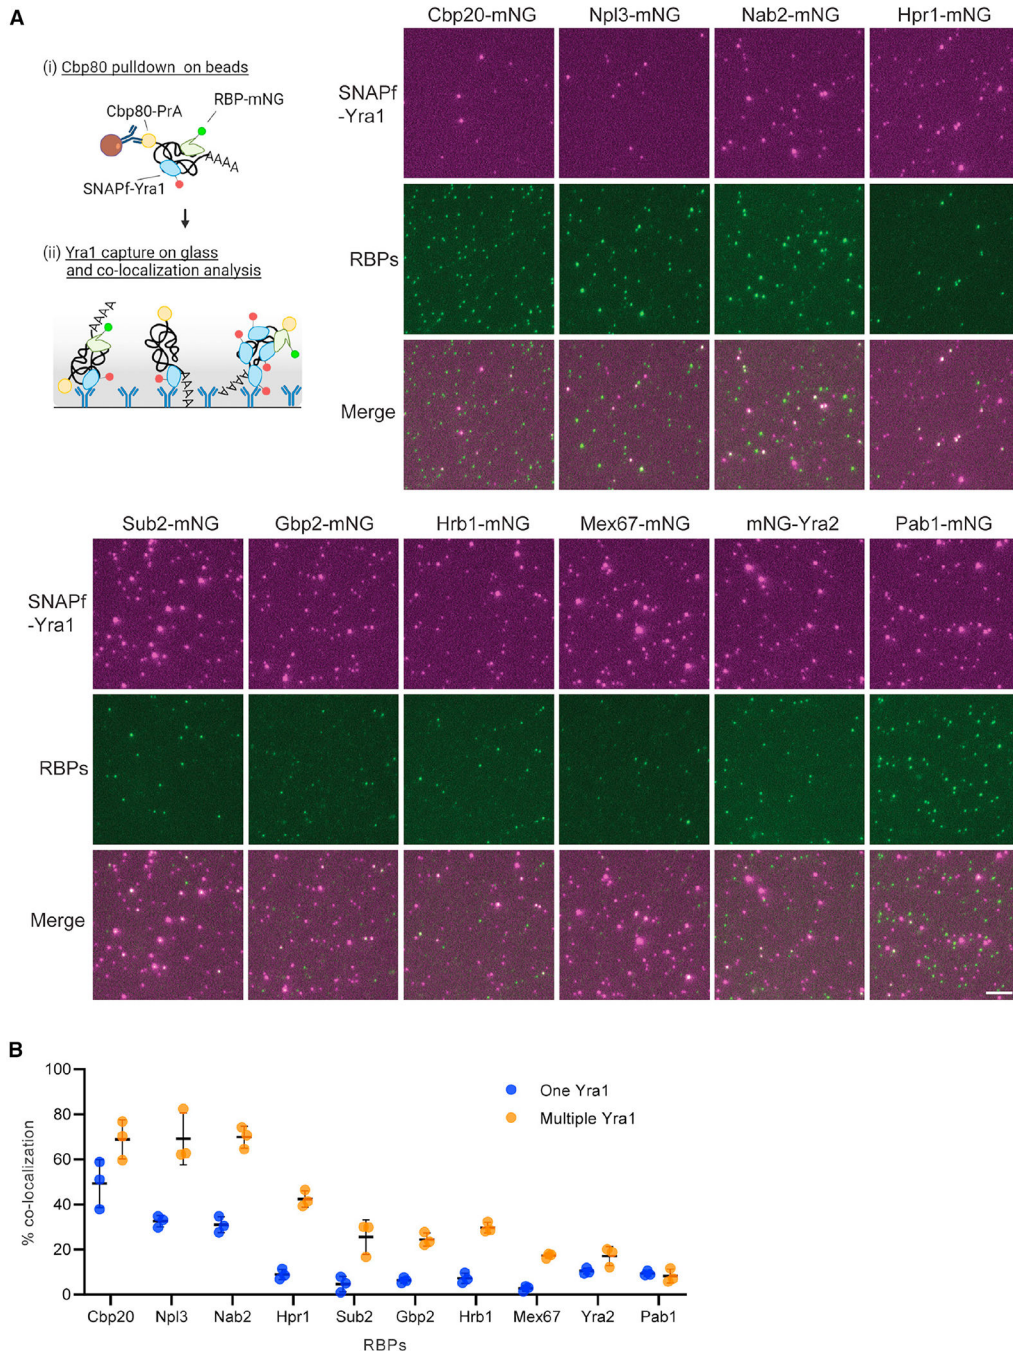 A
(i) Cbp80 pulldown on beads
RBP-mNG
Cbp80-PrA
AAAA
SNAPf-Yra1
(ii) Yra1 capture on glass
and co-localization analysis
AAAA
AAAA
AAAA
Cbp20-mNG Npl3-mNG Nab2-mNG Hpr1-mNG
SNAPf
-Yra1
RBPs
Merge
Sub2-mNG Gbp2-mNG Hrb1-mNG Mex67-mNG mNG-Yra2 Pab1-mNG
SNAPf
-Yra1
RBPs
Merge
B
% co-localization
100
80
60
40
20
0
One Yra1
Multiple Yra1
Cbp20 Npl3 Nab2 Hpr1 Sub2 Gbp2 Hrb1 Mex67 Yra2 Pab1
RBPs